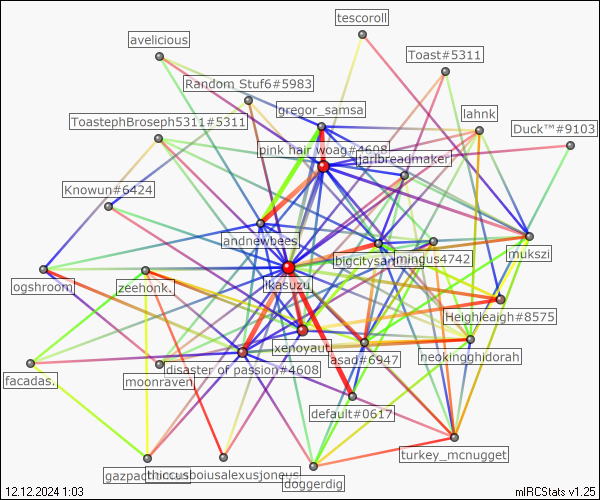 tescoroll
avelicious
Toast#5311
Random Stuf6#5983
gregor_samsa
lahnk
ToastephBroseph5311#5311
Duck™#9103
pink hair woag#4608
jarlbreadmaker
Knowun#6424
andnewbees
mukszi
mingus4742
ogshroom
zeehonk.
ikasuzu
Heighleaigh#8575
xenoyaut
asad#6947
neokingghidorah
disaster of passion#4608
facadas.
moonraven
default#0617
turkey_mcnugget
thiccusboiusalexusjoneus
doggerdig
12.12.2024 1:03
mIRCStats v1.25